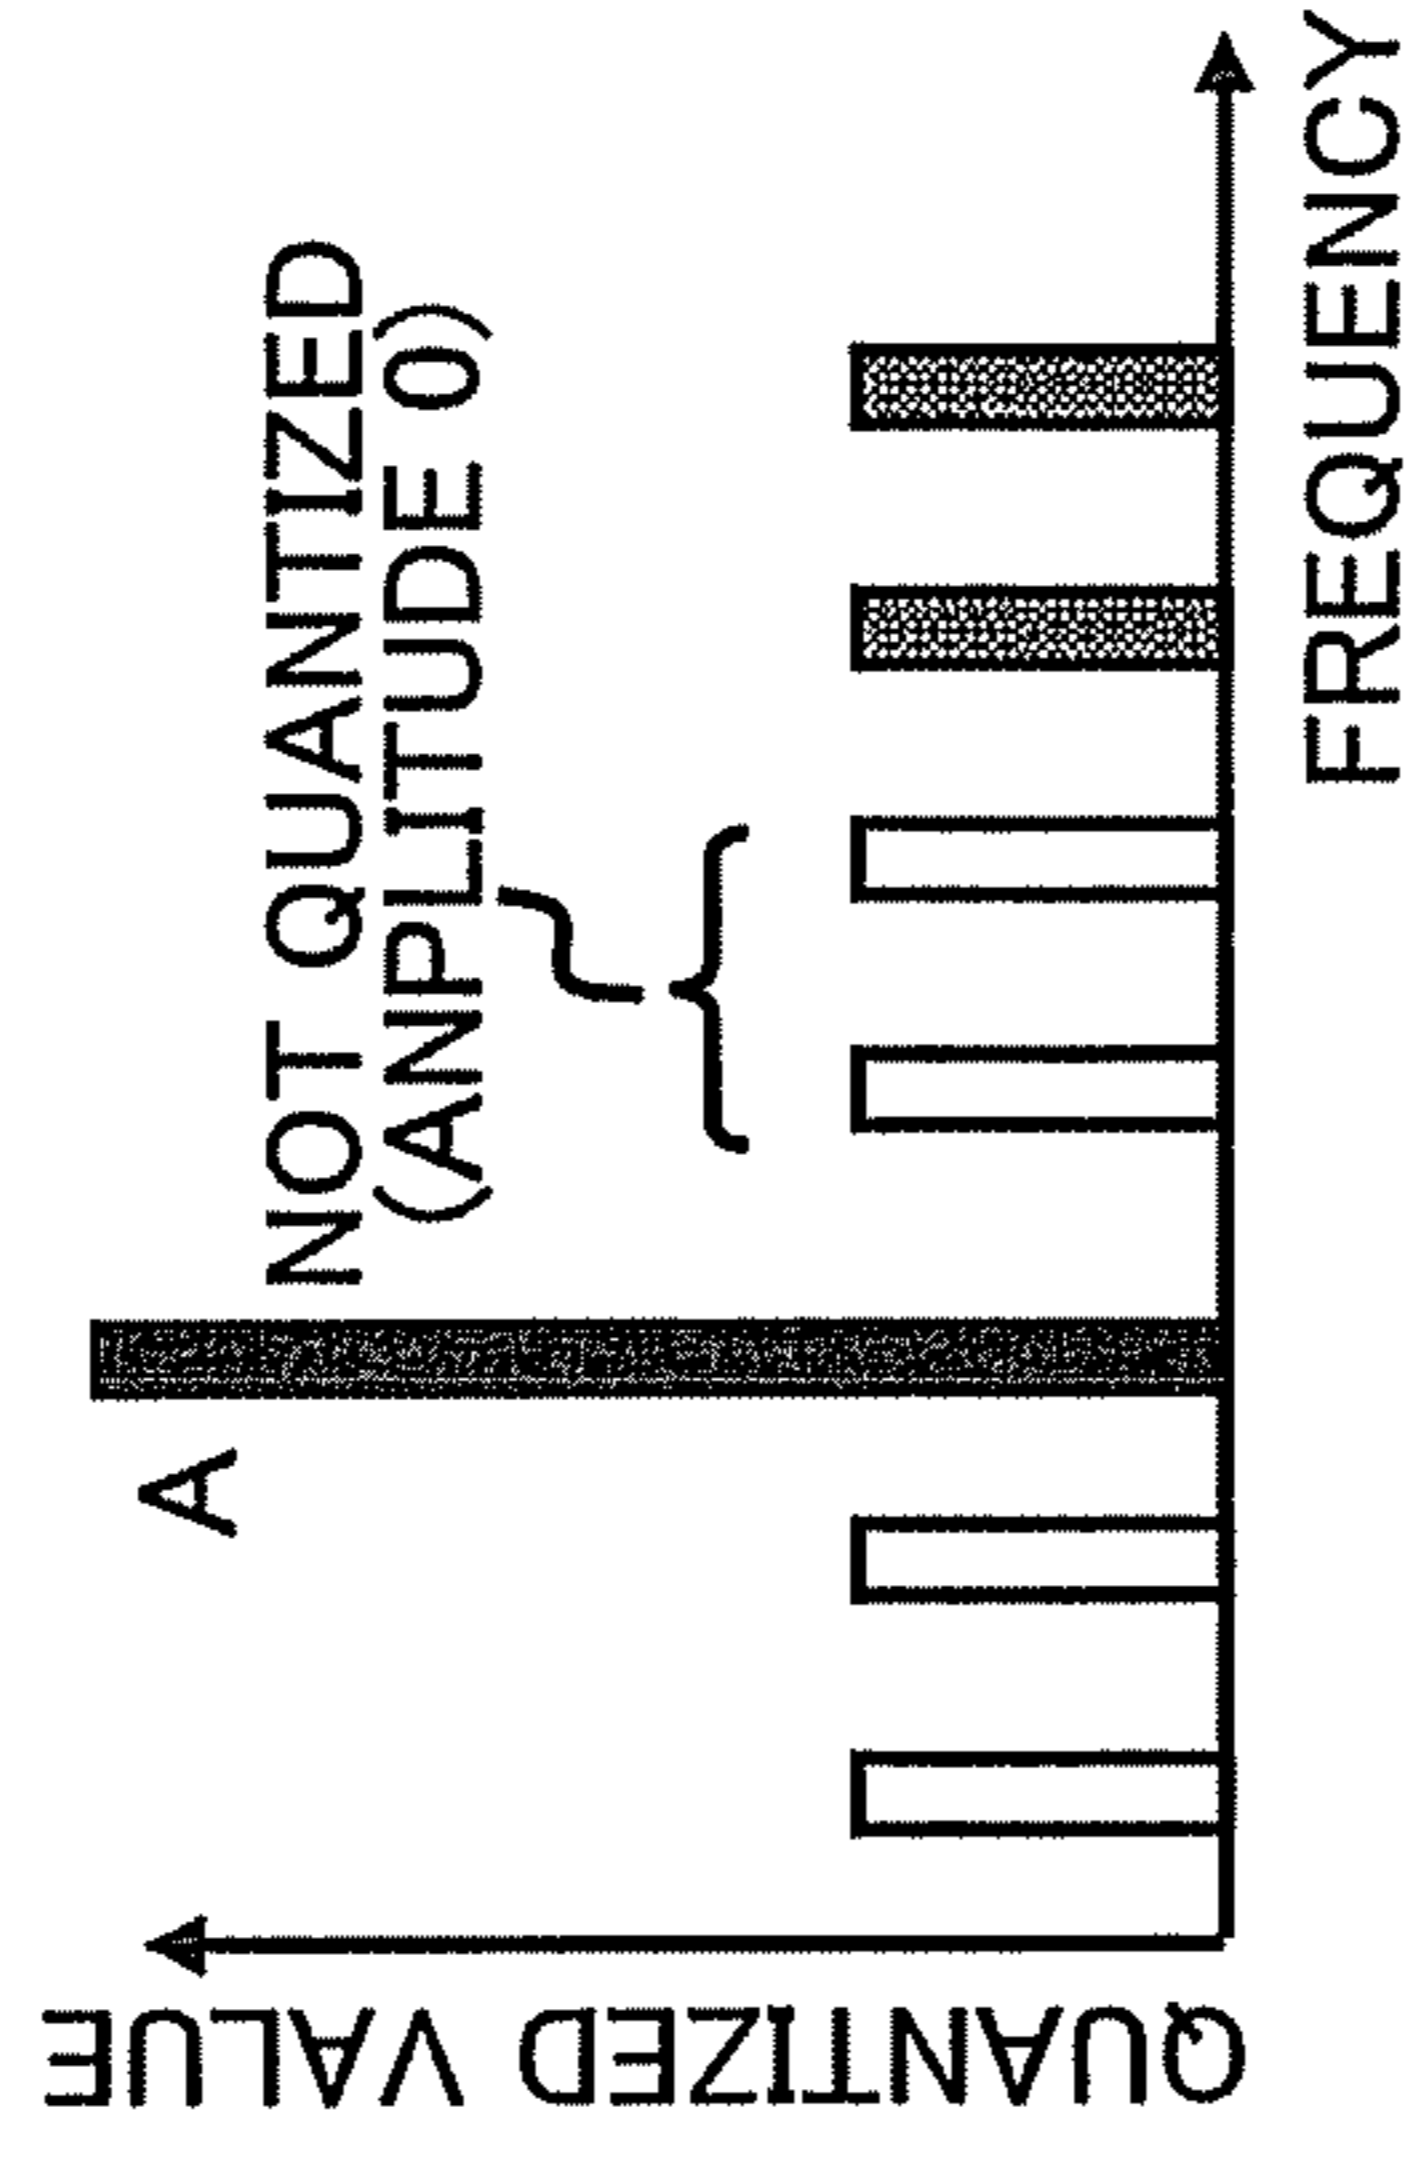 QUANTIZED VALUE
A
NOT QUANTIZED
(ANPLITUDE 0)
FREQUENCY